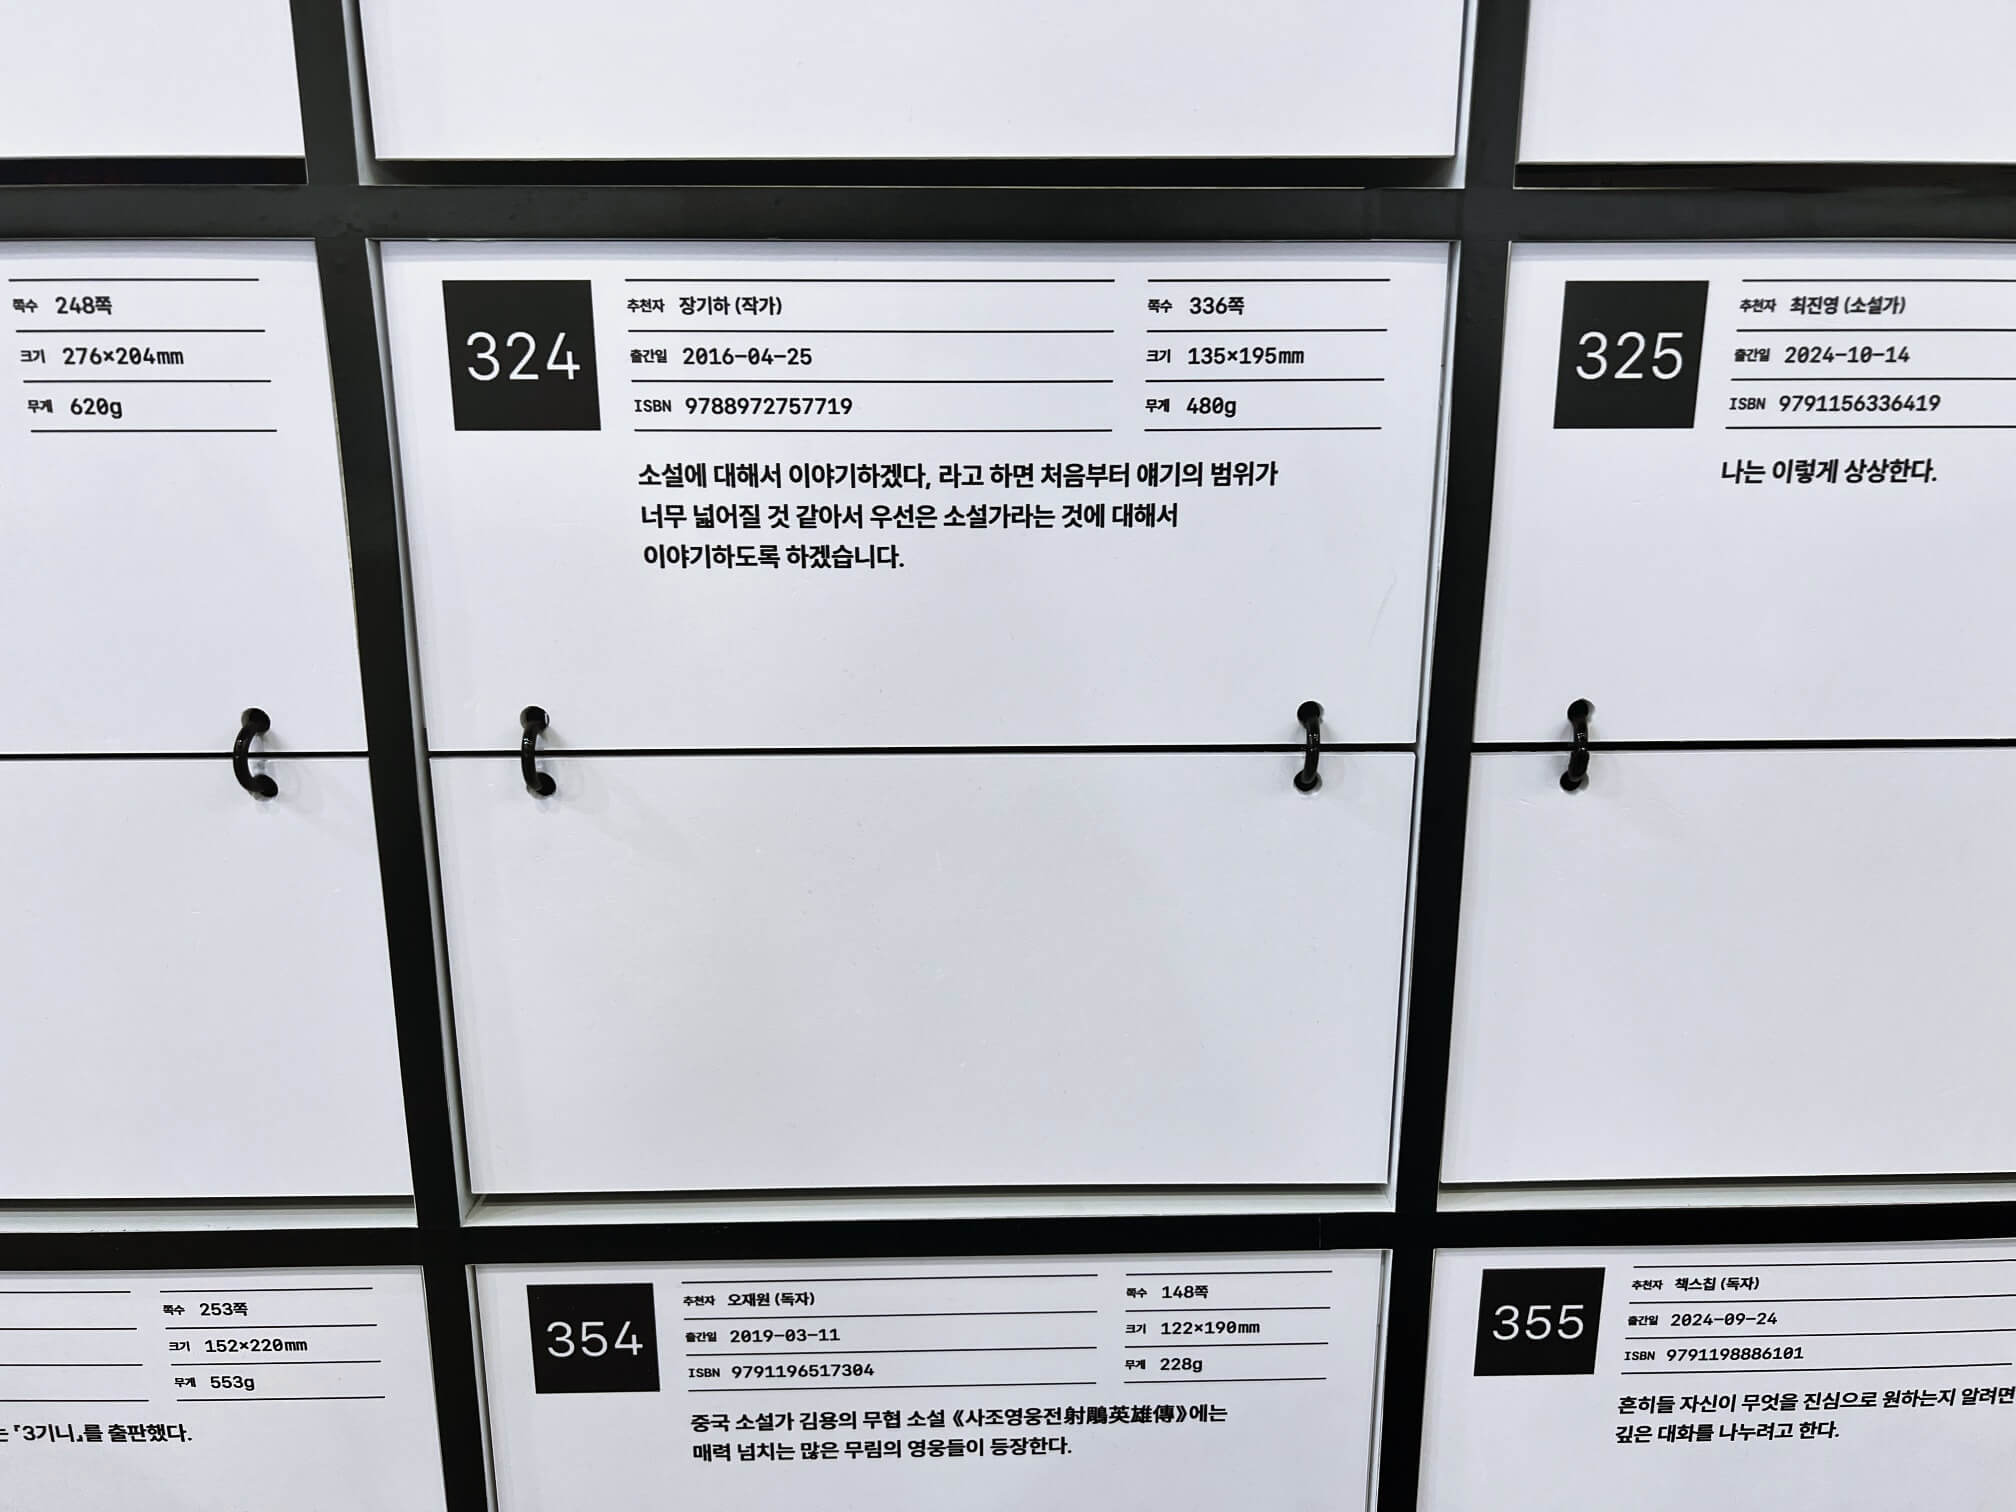 쪽수 248쪽
크기 276×204mm
무게 620g
324
추천자 장기하 (작가)
출간일 2016-04-25
ISBN 9788972757719
쪽수 336쪽
크기 135×195mm
무게 480g
소설에 대해서 이야기하겠다, 라고 하면 처음부터 얘기의 범위가
너무 넓어질 것 같아서 우선은 소설가라는 것에 대해서
이야기하도록 하겠습니다.
325
추천자 최진영 (소설가)
출간일 2024-10-14
ISBN 9791156336419
나는 이렇게 상상한다.
쪽수 253쪽
크기 152×220mm
무게 553g
는 『3기니』를 출판했다.
354
추천자 오재원 (독자)
출간일 2019-03-11
ISBN 9791196517304
쪽수 148쪽
크기 122×190mm
무게 228g
중국 소설가 김용의 무협 소설 《사조영웅전射鵰英雄傳》에는
매력 넘치는 많은 무림의 영웅들이 등장한다.
355
추천자 책스칩 (독자)
출간일 2024-09-24
ISBN 9791198886101
흔히들 자신이 무엇을 진심으로 원하는지 알려면
깊은 대화를 나누려고 한다.